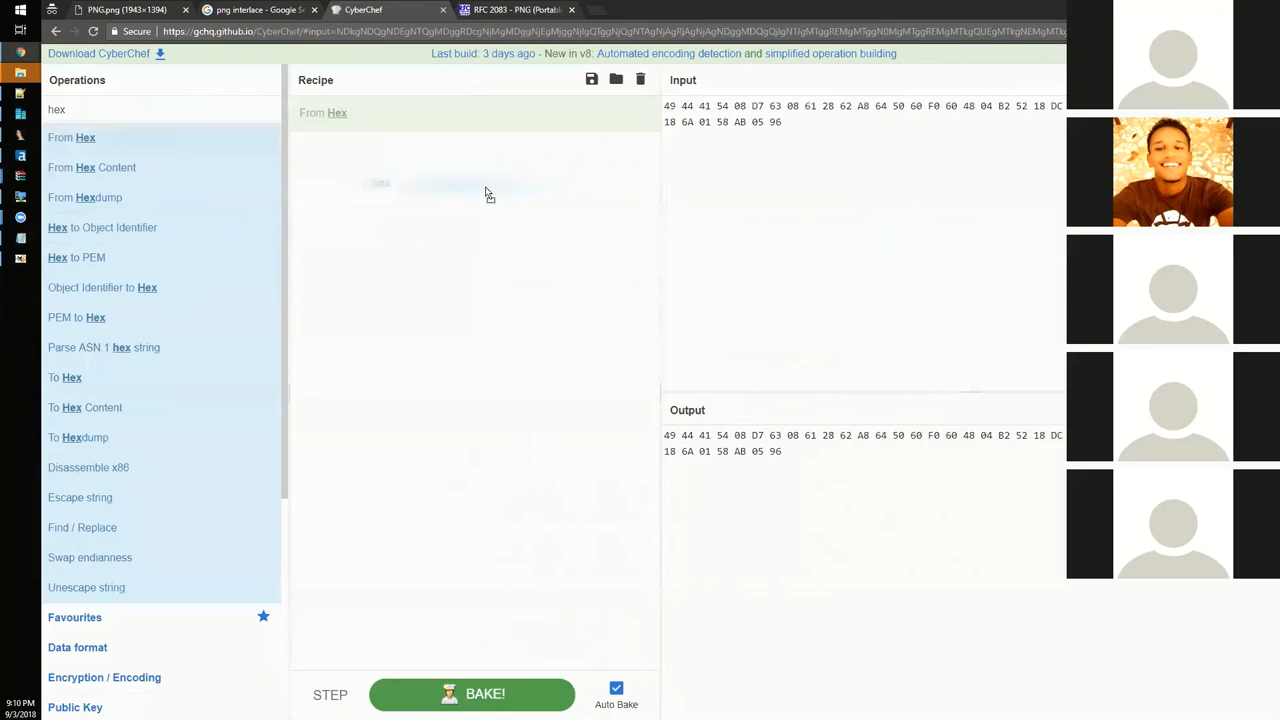 PNG.png (1943×1394)
png interlace - Google S
CyberChef
RFC 2083 - PNG (Portab
Secure
https://gchq.github.io/CyberChef/#input=
Download CyberChef
Last build: 3 days ago - New in v8: Automated encoding detection and simplified operation building
Operations
Recipe
Input
hex
From Hex
49 44 41 54 08 D7 63 08 61 28 62 A8 64 50 60 F0 60 48 04 B2 52 18 DC
18 6A 01 58 AB 05 96
From Hex
From Hex Content
From Hexdump
Hex to Object Identifier
Hex to PEM
Object Identifier to Hex
PEM to Hex
Parse ASN.1 hex string
To Hex
To Hex Content
To Hexdump
Disassemble x86
Escape string
Find / Replace
Swap endianness
Unescape string
Favourites
Data format
Encryption / Encoding
Public Key
Output
49 44 41 54 08 D7 63 08 61 28 62 A8 64 50 60 F0 60 48 04 B2 52 18 DC
18 6A 01 58 AB 05 96
STEP
BAKE!
Auto Bake
9:10 PM
9/3/2018